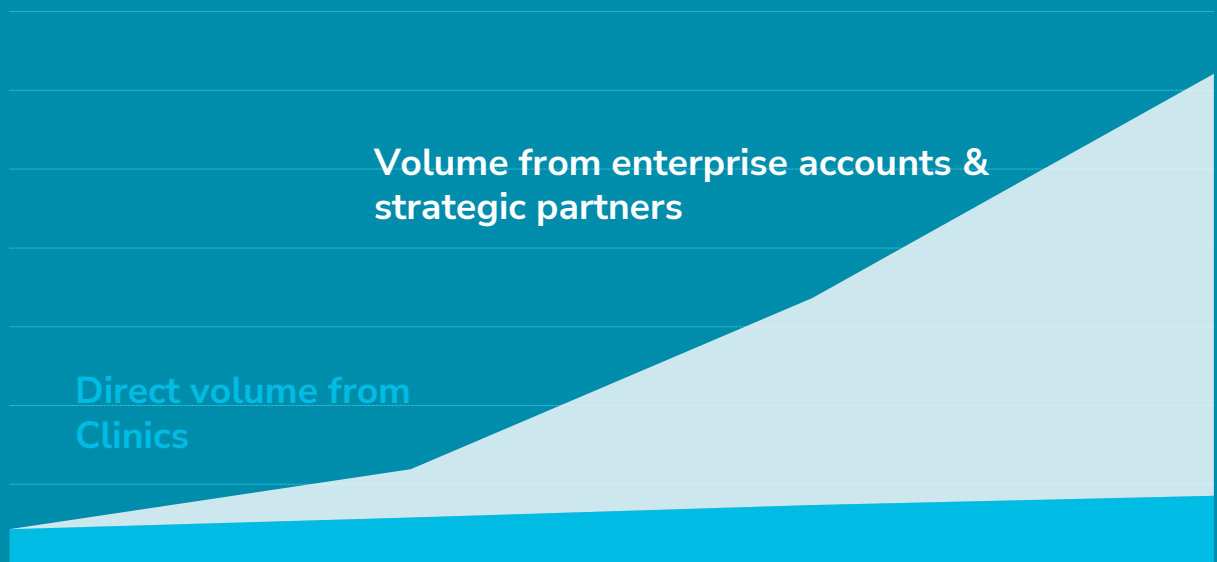 Volume from enterprise accounts &
strategic partners
Direct volume from
Clinics